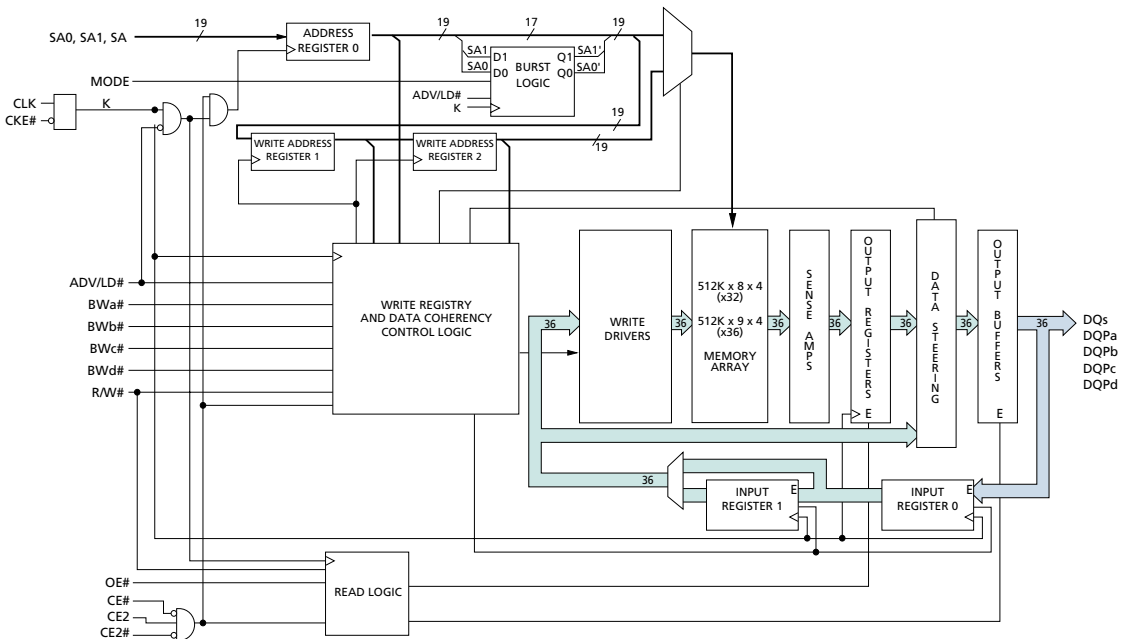 SA0, SA1, SA
19
ADDRESS
REGISTER 0
19
17
19
SA1
SA0
D1
D0
BURST
LOGIC
Q1
Q0
SA1'
SA0'
MODE
ADV/LD#
K
CLK
CKE#
K
19
19
WRITE ADDRESS
REGISTER 1
WRITE ADDRESS
REGISTER 2
ADV/LD#
BWa#
BWb#
BWc#
BWd#
R/W#
WRITE REGISTRY
AND DATA COHERENCY
CONTROL LOGIC
36
WRITE
DRIVERS
36
512K x 8 x 4
(x32)
512K x 9 x 4
(x36)
MEMORY
ARRAY
36
SENSE AMPS
36
OUTPUT REGISTERS
E
36
DATA STEERING
36
OUTPUT BUFFERS
E
36
DQs
DQPa
DQPb
DQPc
DQPd
36
INPUT
REGISTER 1
E
INPUT
REGISTER 0
E
OE#
CE#
CE2
CE2#
READ LOGIC